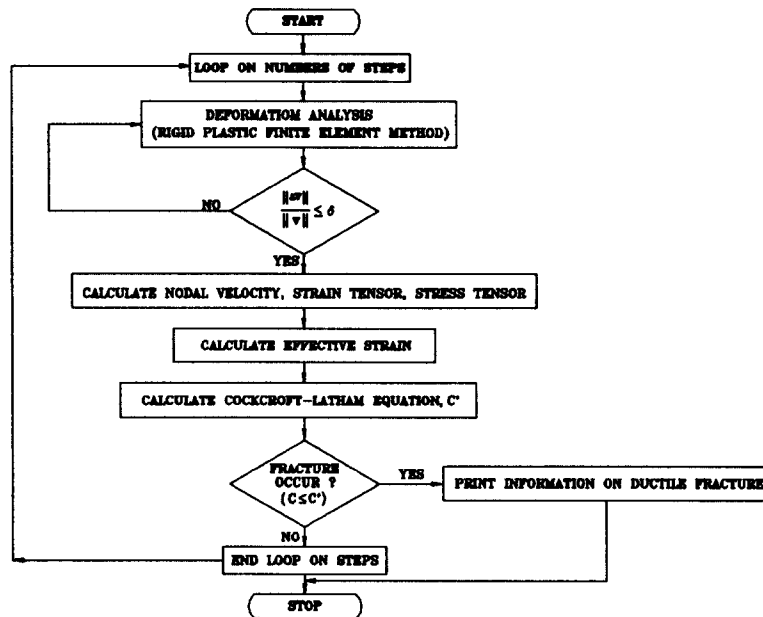 START
LOOP ON NUMBERS OF STEPS
DEFORMATIOM ANALYSIS
(RIGID PLASTIC FINITE ELEMENT METHOD)
NO
‖ΔV‖
‖ V ‖ ≤ δ
YES
CALCULATE NODAL VELOCITY, STRAIN TENSOR, STRESS TENSOR
CALCULATE EFFECTIVE STRAIN
CALCULATE COCKCROFT-LATHAM EQUATION, C*
FRACTURE
OCCUR ?
(C ≤ C*)
YES
PRINT INFORMATION ON DUCTILE FRACTURE
NO
END LOOP ON STEPS
STOP